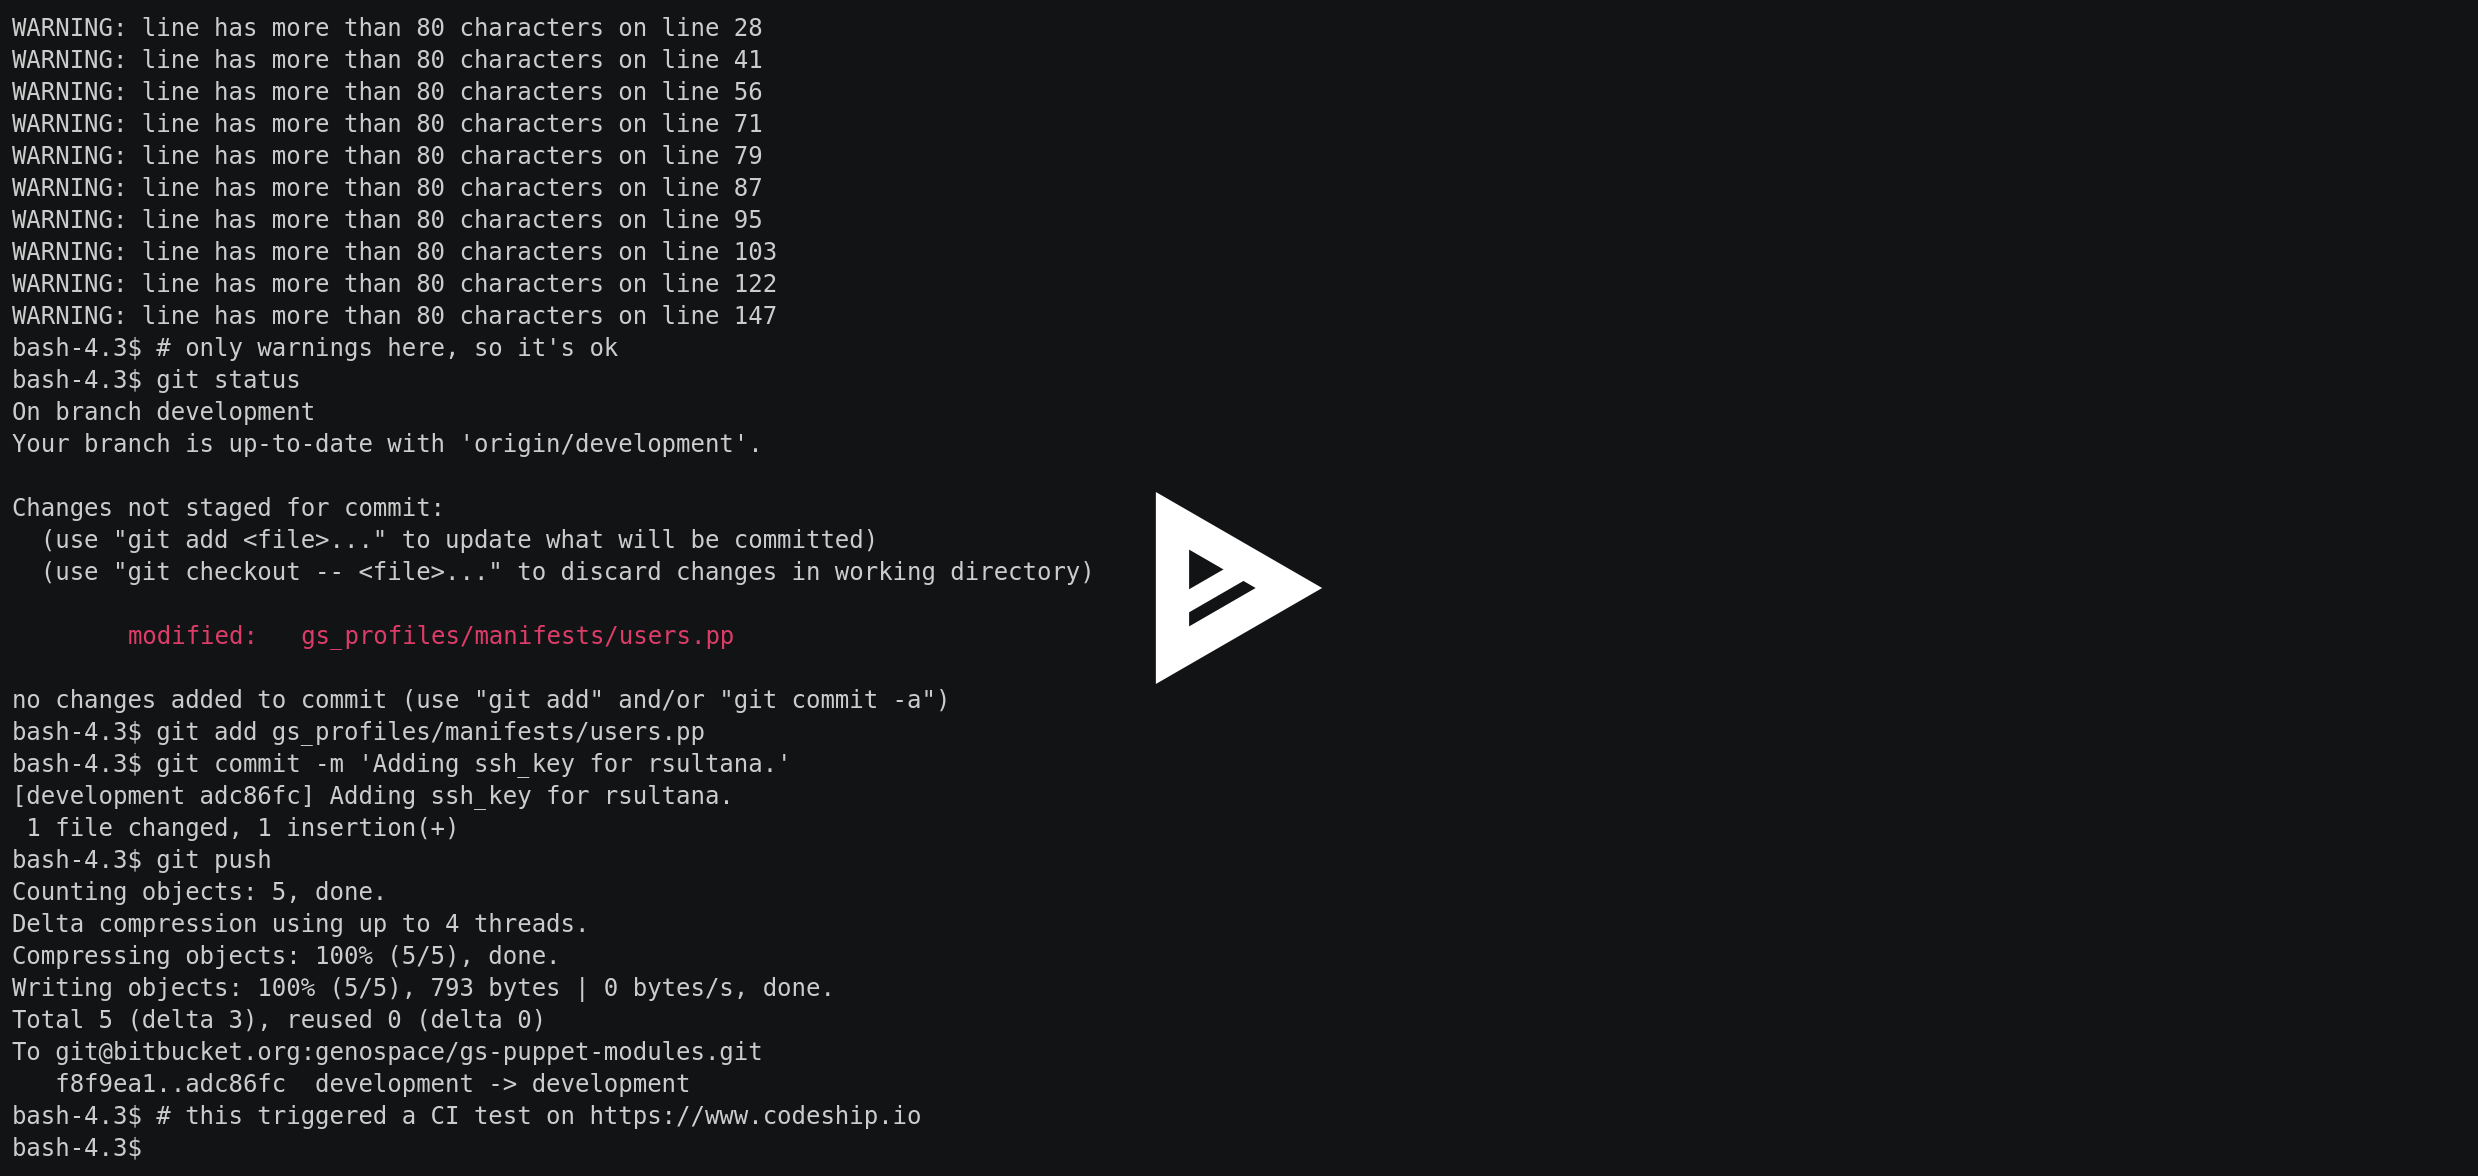 WARNING: line has more than 80 characters on line 28
WARNING: line has more than 80 characters on line 41
WARNING: line has more than 80 characters on line 56
WARNING: line has more than 80 characters on line 71
WARNING: line has more than 80 characters on line 79
WARNING: line has more than 80 characters on line 87
WARNING: line has more than 80 characters on line 95
WARNING: line has more than 80 characters on line 103
WARNING: line has more than 80 characters on line 122
WARNING: line has more than 80 characters on line 147
bash-4.3$ # only warnings here, so it's ok
bash-4.3$ git status
On branch development
Your branch is up-to-date with 'origin/development'.

Changes not staged for commit:
  (use "git add <file>..." to update what will be committed)
  (use "git checkout -- <file>..." to discard changes in working directory)

        modified:   gs_profiles/manifests/users.pp

no changes added to commit (use "git add" and/or "git commit -a")
bash-4.3$ git add gs_profiles/manifests/users.pp
bash-4.3$ git commit -m 'Adding ssh_key for rsultana.'
[development adc86fc] Adding ssh_key for rsultana.
 1 file changed, 1 insertion(+)
bash-4.3$ git push
Counting objects: 5, done.
Delta compression using up to 4 threads.
Compressing objects: 100% (5/5), done.
Writing objects: 100% (5/5), 793 bytes | 0 bytes/s, done.
Total 5 (delta 3), reused 0 (delta 0)
To git@bitbucket.org:genospace/gs-puppet-modules.git
   f8f9ea1..adc86fc  development -> development
bash-4.3$ # this triggered a CI test on https://www.codeship.io
bash-4.3$